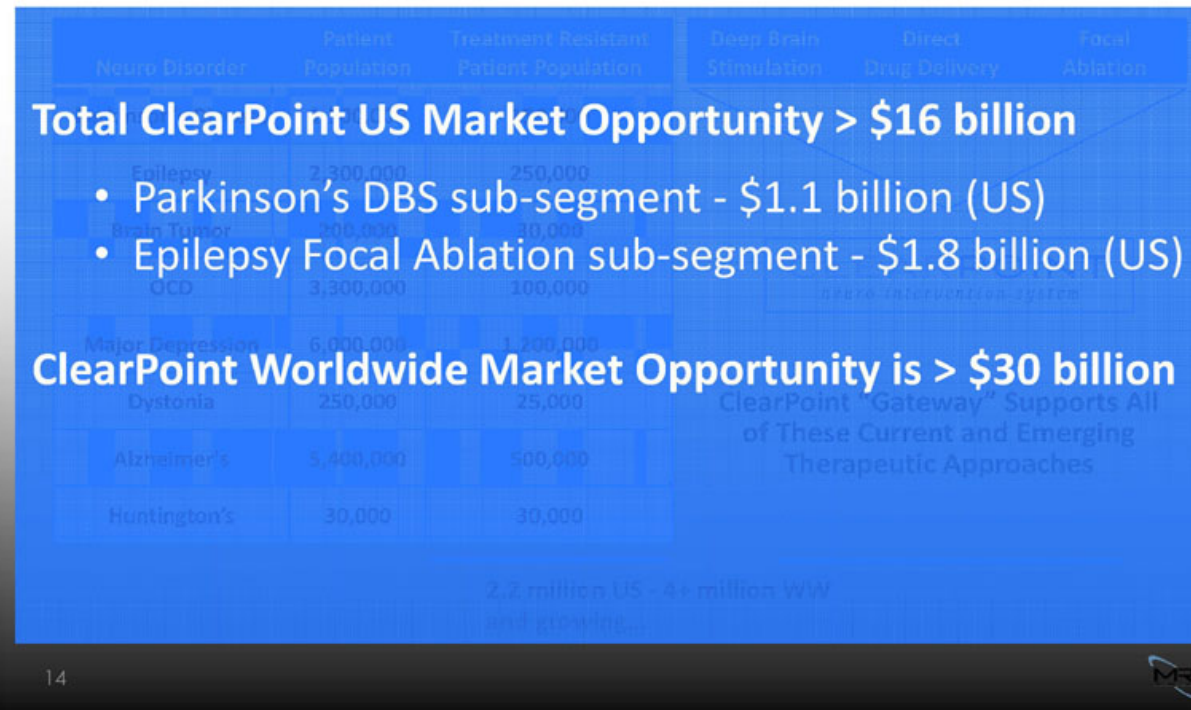 Patient Treatment Resistant Deep Brain Direct Focal
Neuro Disorder Population Patient Population Stimulation Drug Delivery Ablation
Total ClearPoint US Market Opportunity > $16 billion
Epilepsy 2,300,000 250,000
• Parkinson's DBS sub-segment - $1.1 billion (US)
Brain Tumor 200,000 30,000
• Epilepsy Focal Ablation sub-segment - $1.8 billion (US)
OCD 3,300,000 100,000
neuro intervention system
Major Depression 6,000,000 1,200,000
ClearPoint Worldwide Market Opportunity is > $30 billion
Dystonia 250,000 25,000
ClearPoint "Gateway" Supports All
of These Current and Emerging
Therapeutic Approaches
Alzheimer's 5,400,000 500,000
Huntington's 30,000 30,000
2.2 million US - 4+ million WW
and growing...
14